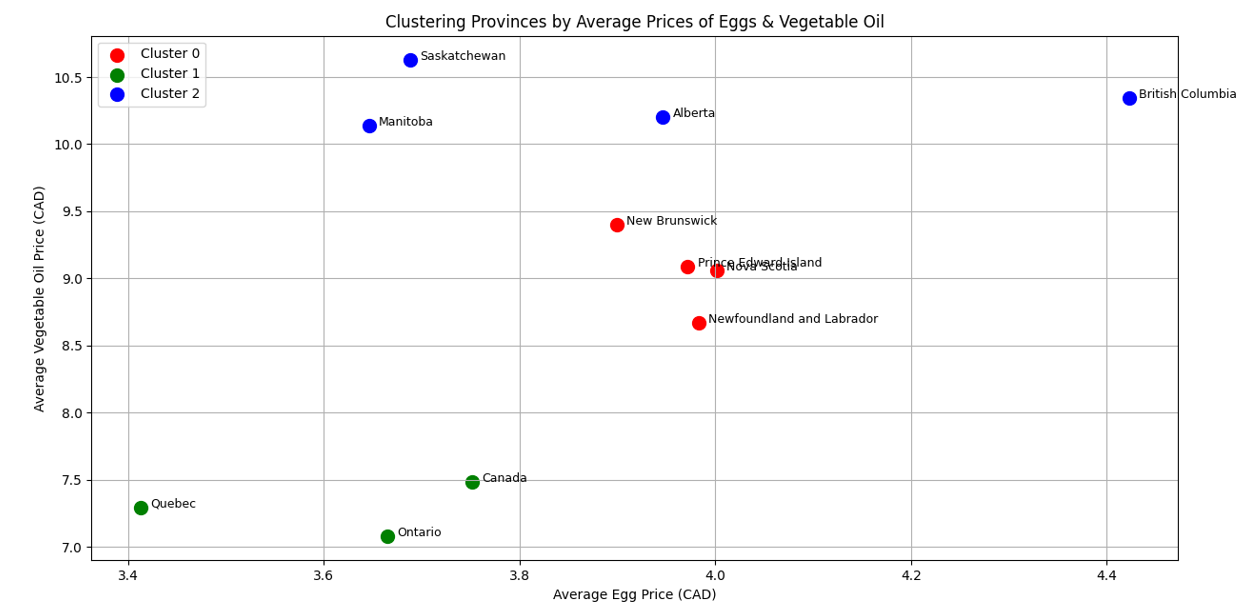 Clustering Provinces by Average Prices of Eggs & Vegetable Oil
Cluster 0
Cluster 1
Cluster 2
Saskatchewan
British Columbia
Manitoba
Alberta
New Brunswick
Prince Edward Island
Nova Scotia
Newfoundland and Labrador
Canada
Quebec
Ontario
10.5
10.0
9.5
9.0
8.5
8.0
7.5
7.0
Average Vegetable Oil Price (CAD)
3.4 3.6 3.8 4.0 4.2 4.4
Average Egg Price (CAD)